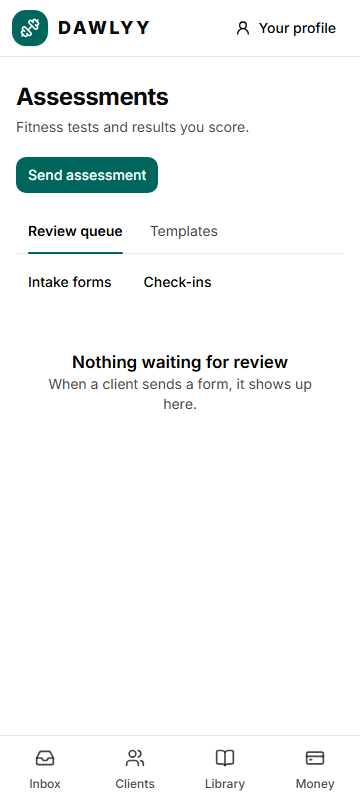 DAWLYY
Your profile
Assessments
Fitness tests and results you score.
Send assessment
Review queue
Templates
Intake forms
Check-ins
Nothing waiting for review
When a client sends a form, it shows up
here.
Inbox
Clients
Library
Money